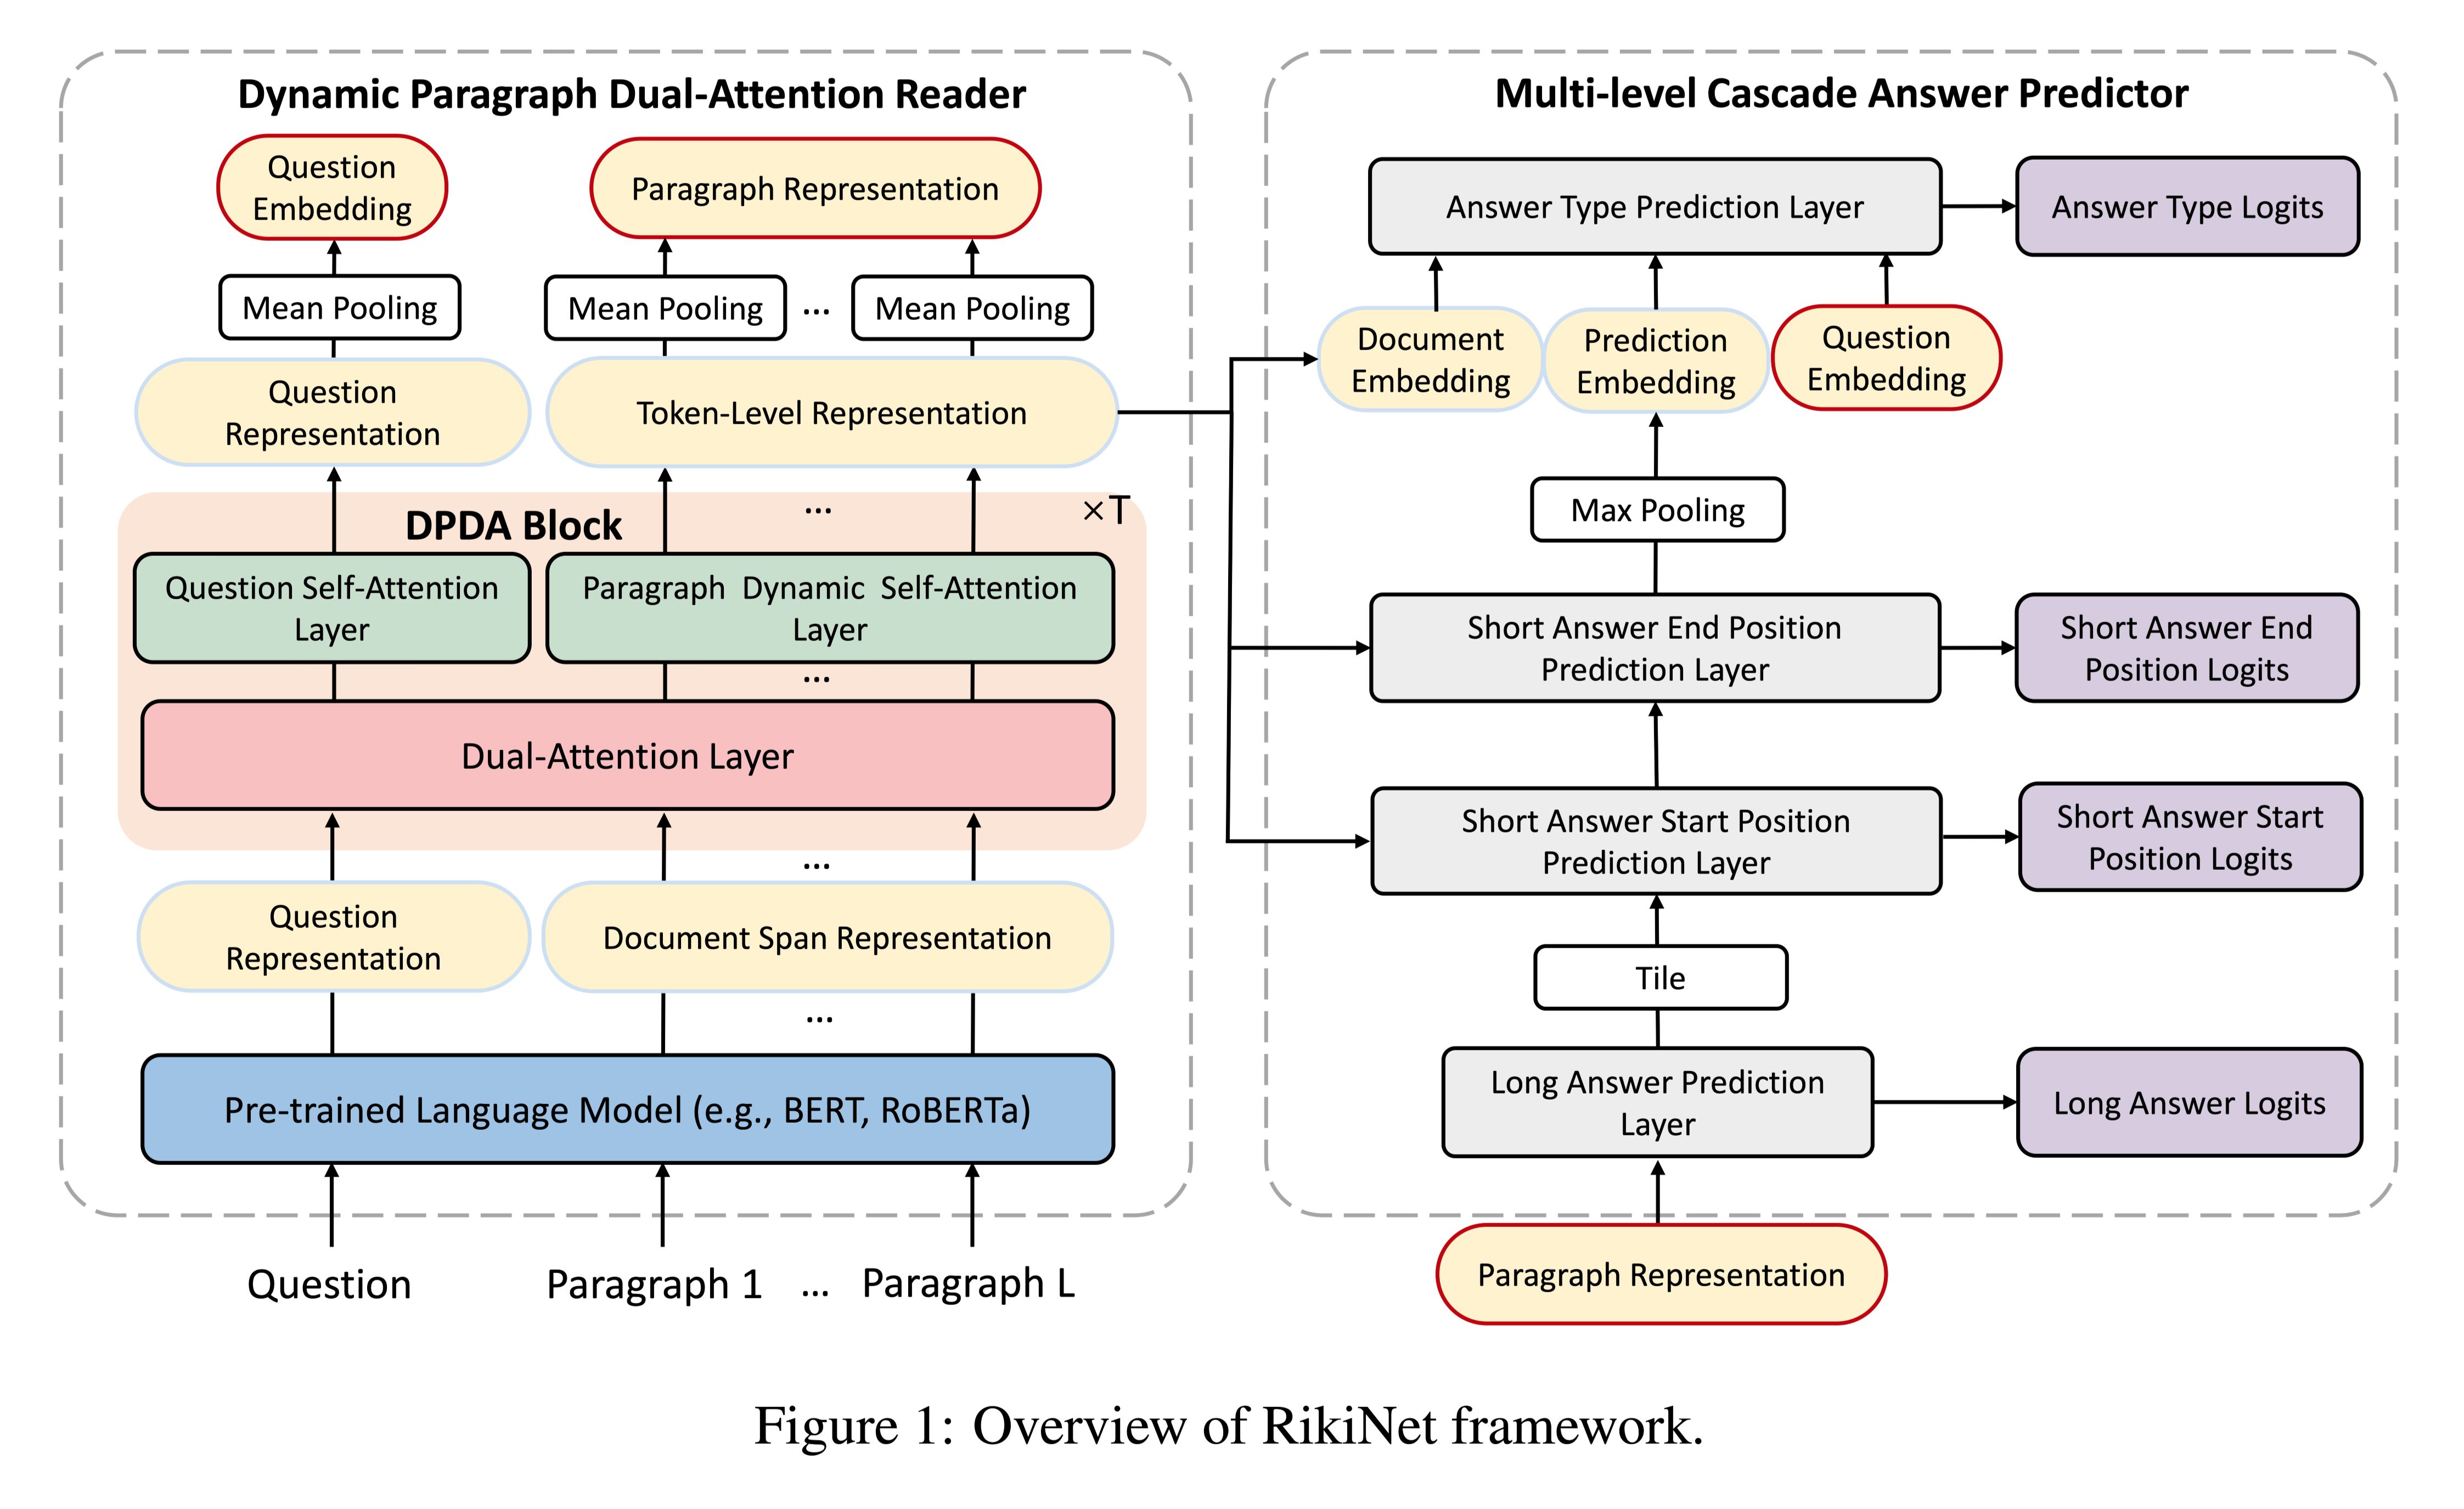 Dynamic Paragraph Dual-Attention Reader
Question
Embedding
Paragraph Representation
Mean Pooling
Mean Pooling
...
Mean Pooling
Question
Representation
Token-Level Representation
DPDA Block
...
×T
Question Self-Attention
Layer
Paragraph Dynamic Self-Attention
Layer
...
Dual-Attention Layer
...
Question
Representation
Document Span Representation
...
Pre-trained Language Model (e.g., BERT, RoBERTa)
Question
Paragraph 1
...
Paragraph L
Multi-level Cascade Answer Predictor
Answer Type Prediction Layer
Answer Type Logits
Document
Embedding
Prediction
Embedding
Question
Embedding
Max Pooling
Short Answer End Position
Prediction Layer
Short Answer End
Position Logits
Short Answer Start Position
Prediction Layer
Short Answer Start
Position Logits
Tile
Long Answer Prediction
Layer
Long Answer Logits
Paragraph Representation
Figure 1: Overview of RikiNet framework.